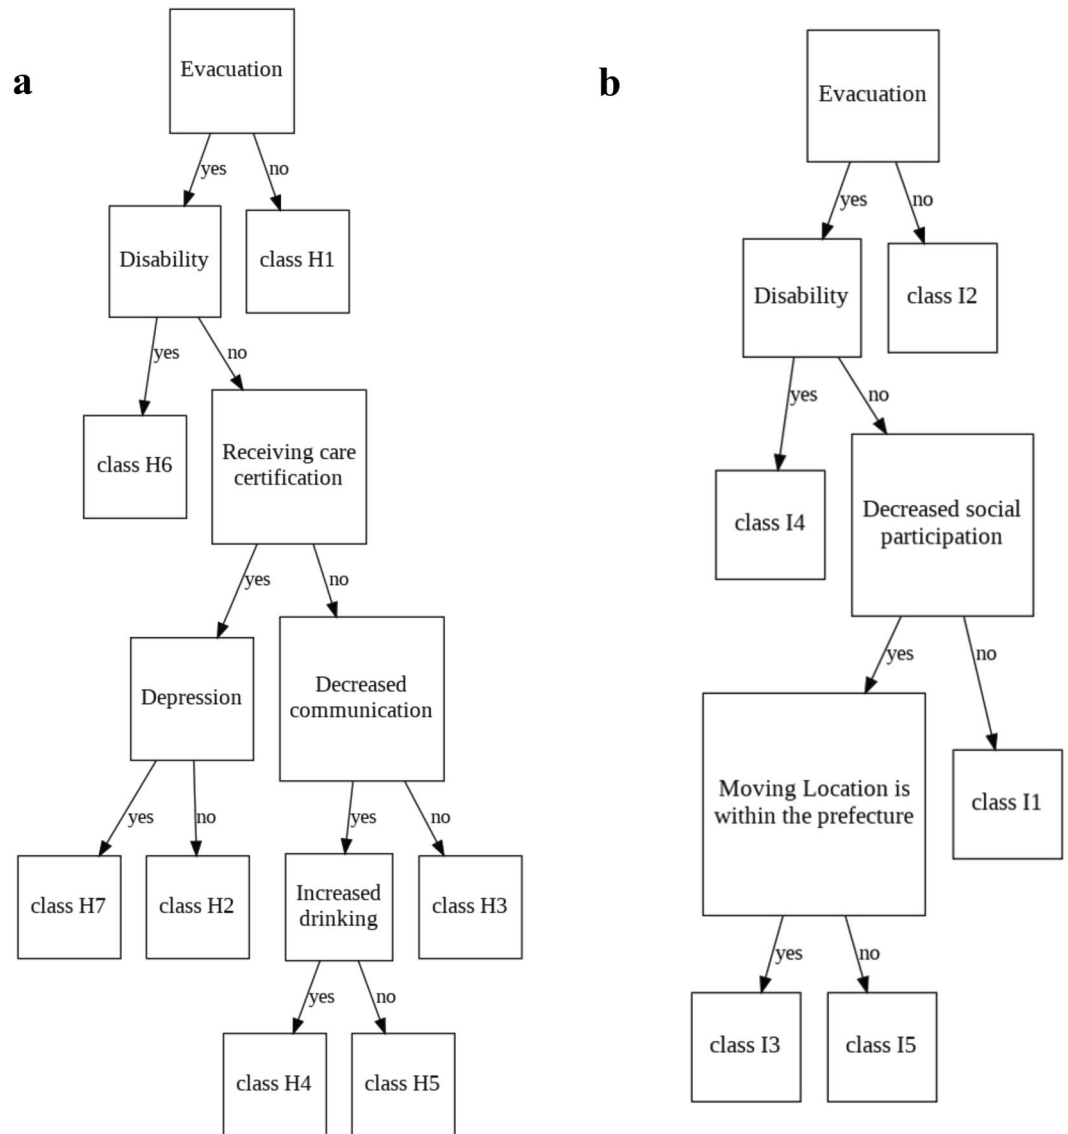 a
Evacuation
yes
no
Disability
class H1
yes
no
class H6
Receiving care
certification
yes
no
Depression
Decreased
communication
yes
no
yes
no
class H7
class H2
Increased
drinking
class H3
yes
no
class H4
class H5
b
Evacuation
yes
no
Disability
class I2
yes
no
class I4
Decreased social
participation
yes
no
Moving Location is
within the prefecture
class I1
yes
no
class I3
class I5